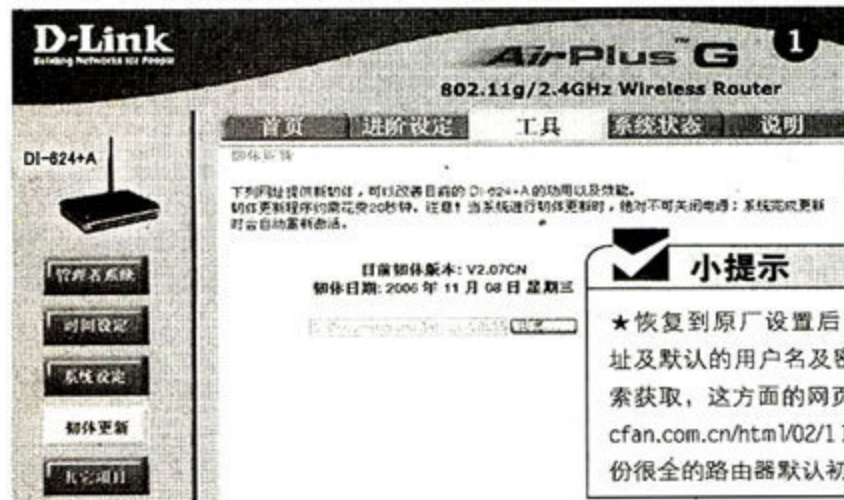 D-Link
Building Networks for People
AirPlus™ G
1
802.11g/2.4GHz Wireless Router
首页 进阶设定 工具 系统状态 说明
DI-624+A
韧体更新
下列网址提供新韧体，可以改善目前的 DI-624+A 的功用以及效能。
韧体更新程序约需花费20秒钟。注意！当系统进行韧体更新时，绝对不可关闭电源；系统完成更新
时会自动重新激活。
目前韧体版本: V2.07CN
韧体日期: 2006 年 11 月 08 日 星期三
管理者系统
时间设定
系统设定
韧体更新
其它项目
小提示
★恢复到原厂设置后
址及默认的用户名及密
索获取，这方面的网页
cfan.com.cn/html/02/11
份很全的路由器默认初